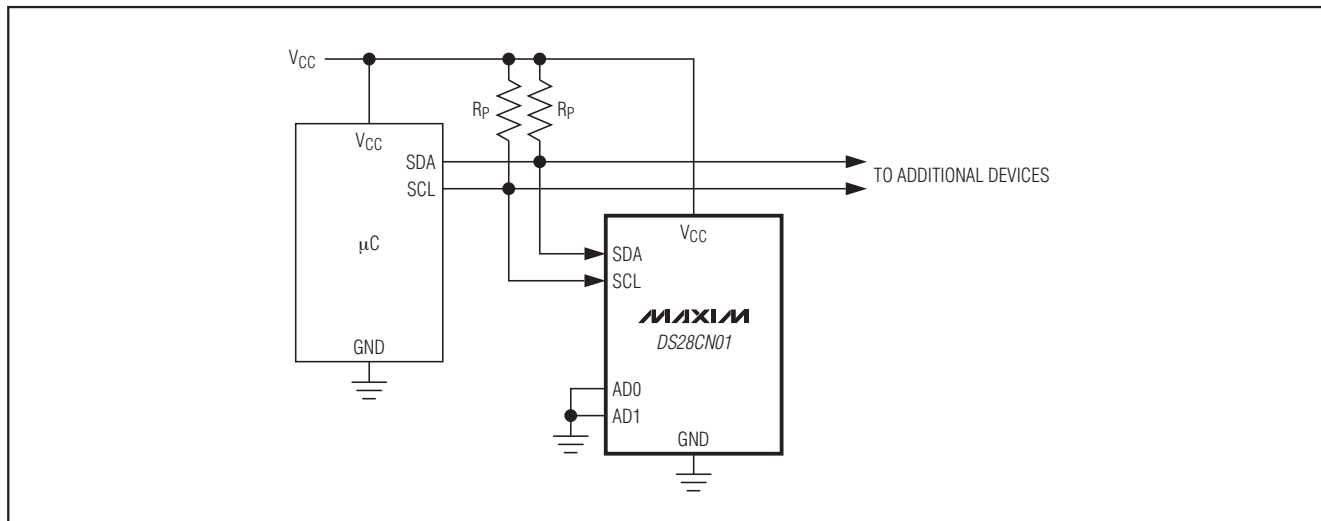 VCC
RP
RP
VCC
SDA
SCL
TO ADDITIONAL DEVICES
µC
VCC
SDA
SCL
MAXIM
DS28CN01
GND
AD0
AD1
GND